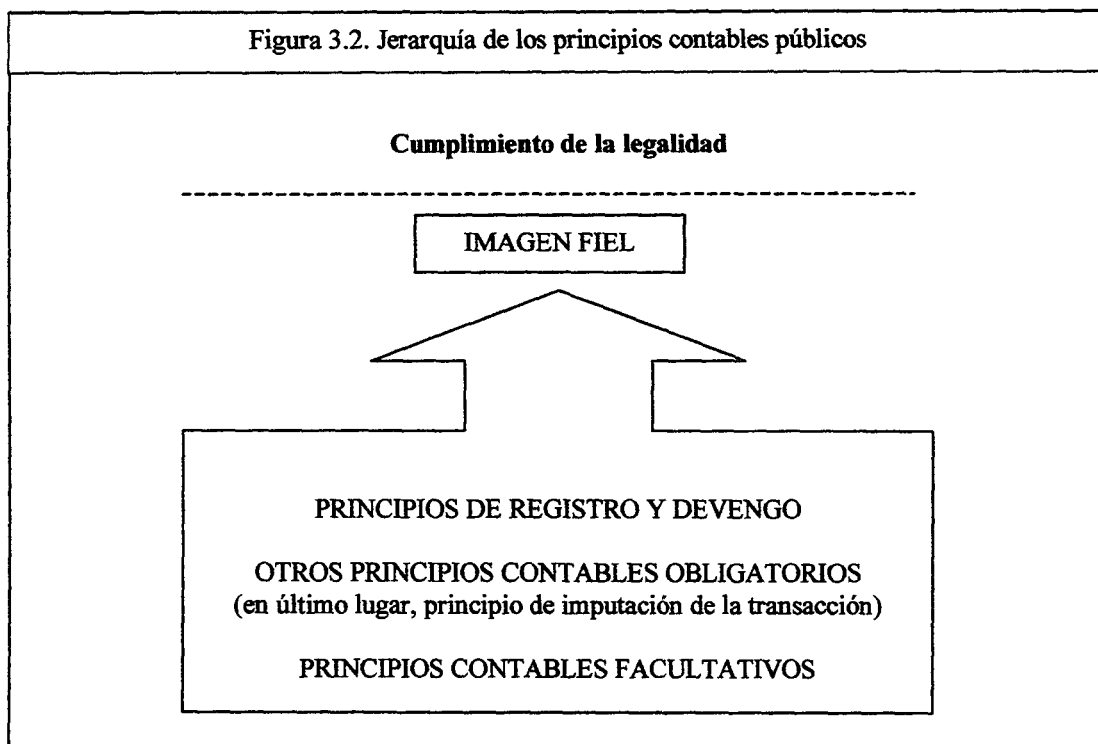 Figura 3.2. Jerarquía de los principios contables públicos
Cumplimiento de la legalidad
IMAGEN FIEL
PRINCIPIOS DE REGISTRO Y DEVENGO
OTROS PRINCIPIOS CONTABLES OBLIGATORIOS
(en último lugar, principio de imputación de la transacción)
PRINCIPIOS CONTABLES FACULTATIVOS